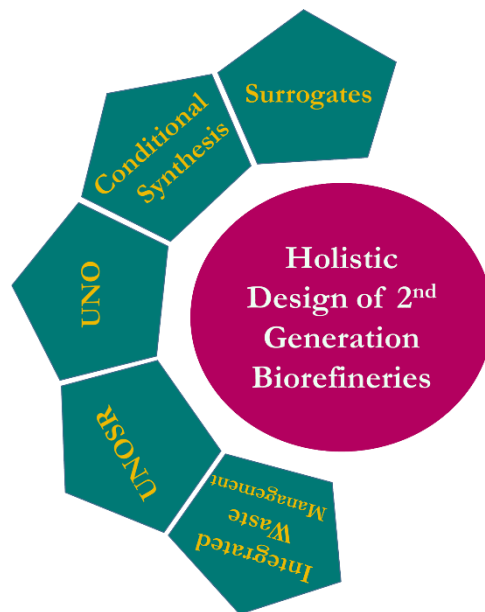 Surrogates
Conditional
Synthesis
UNO
UNOSR
Integrated
Waste
Management
Holistic
Design of 2nd
Generation
Biorefineries